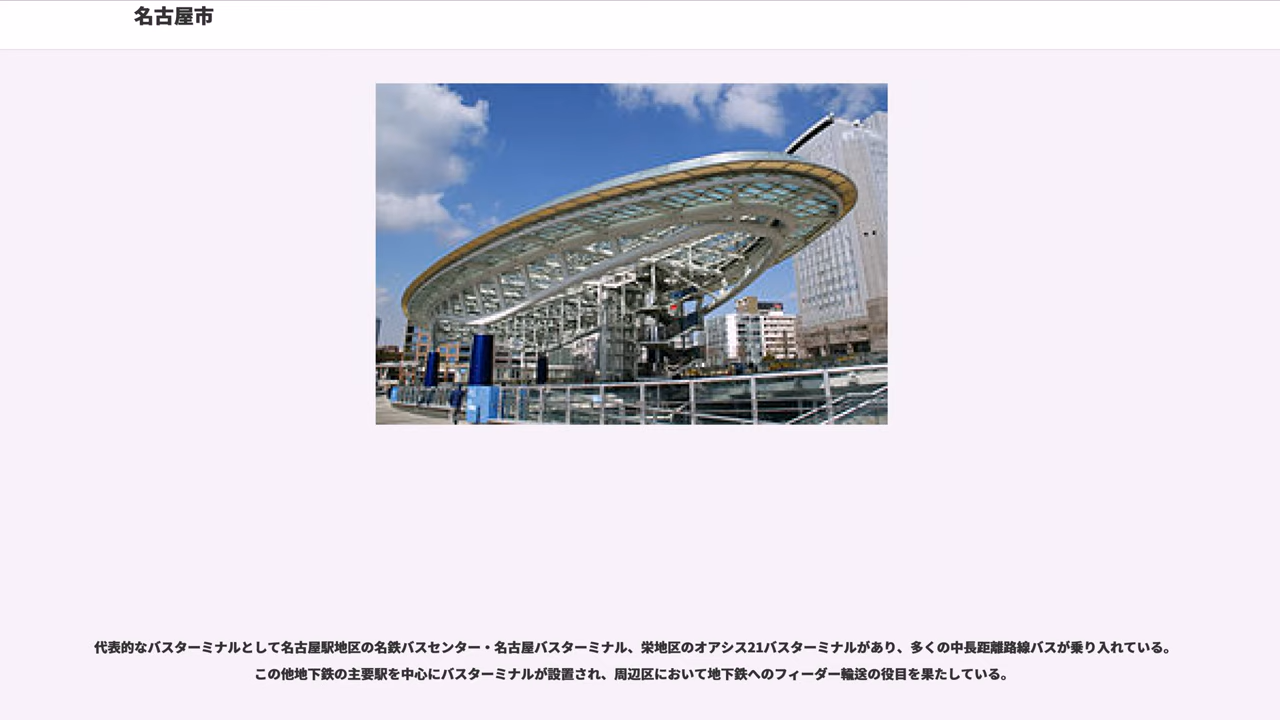 名古屋市
代表的なバスターミナルとして名古屋駅地区の名鉄バスセンター・名古屋バスターミナル、栄地区のオアシス21バスターミナルがあり、多くの中長距離路線バスが乗り入れている。
この他地下鉄の主要駅を中心にバスターミナルが設置され、周辺区において地下鉄へのフィーダー輸送の役目を果たしている。